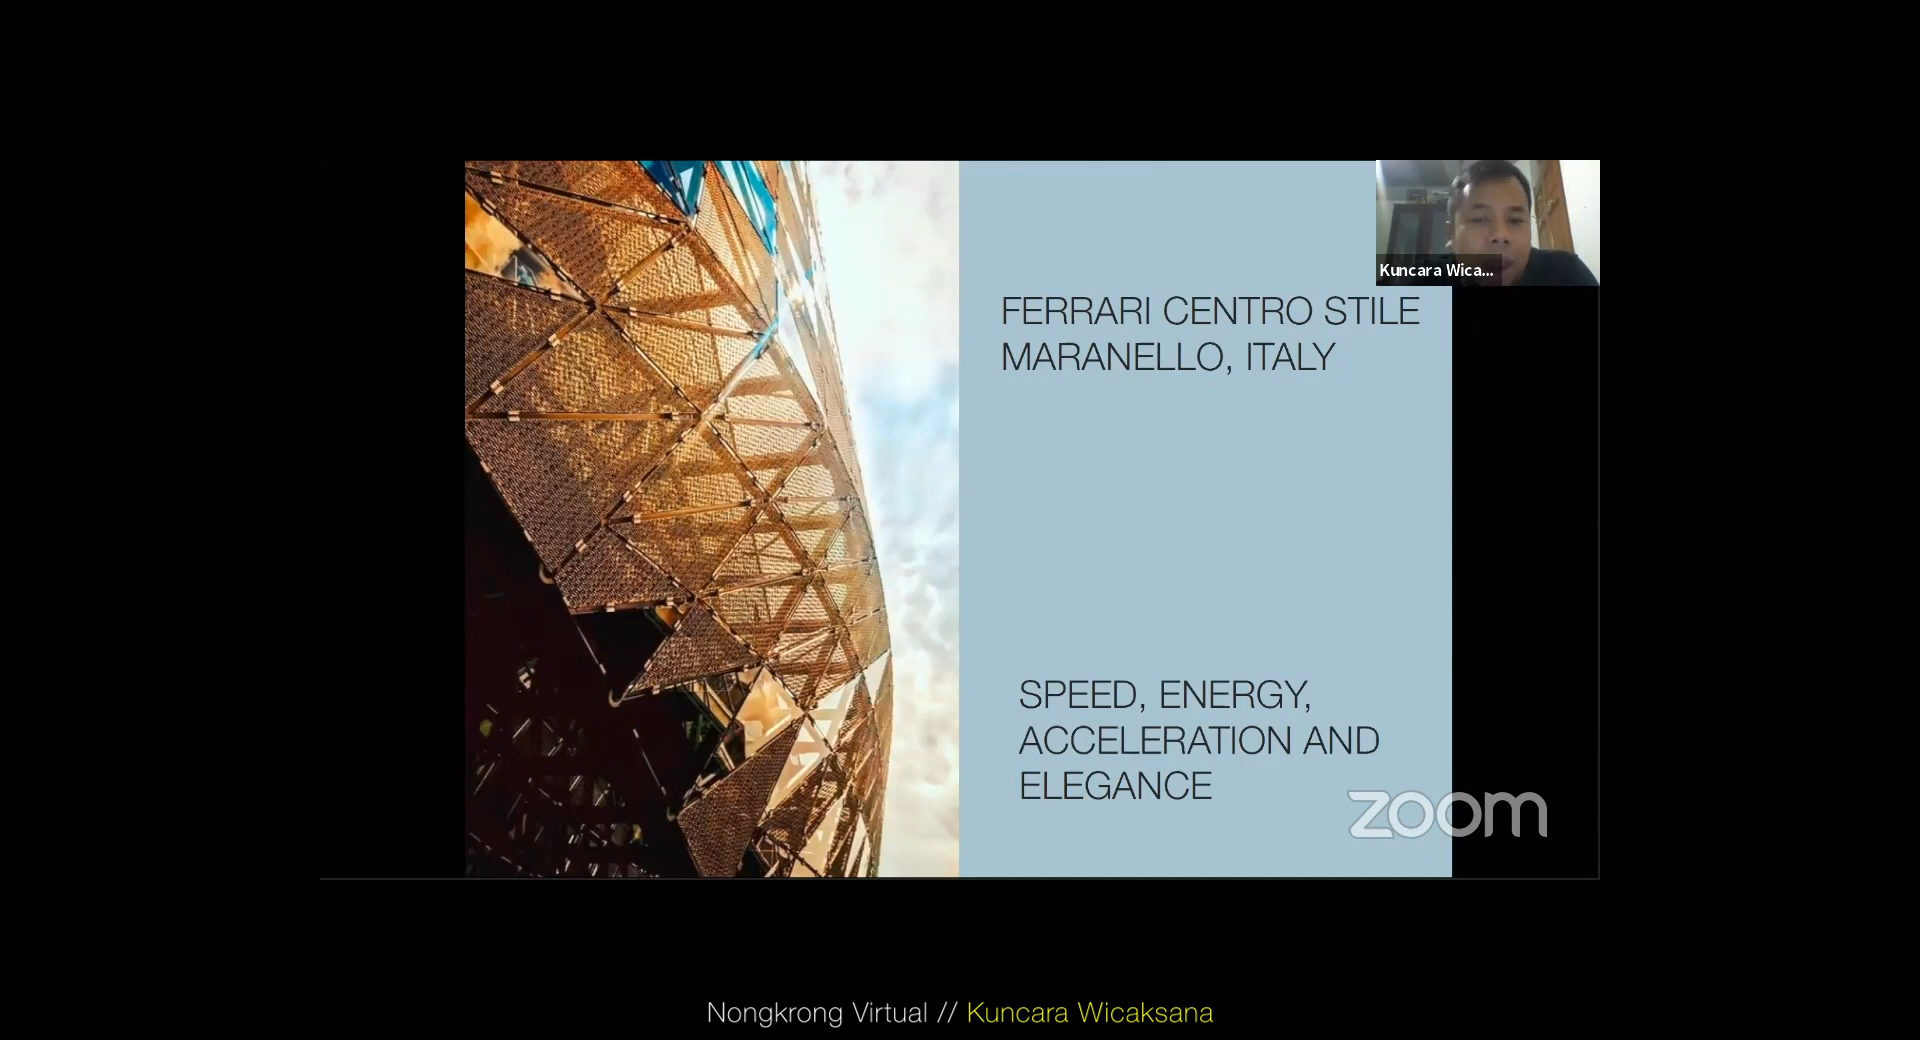 Kuncara Wica...
FERRARI CENTRO STILE
MARANELLO, ITALY
SPEED, ENERGY,
ACCELERATION AND
ELEGANCE
zoom
Nongkrong Virtual // Kuncara Wicaksana